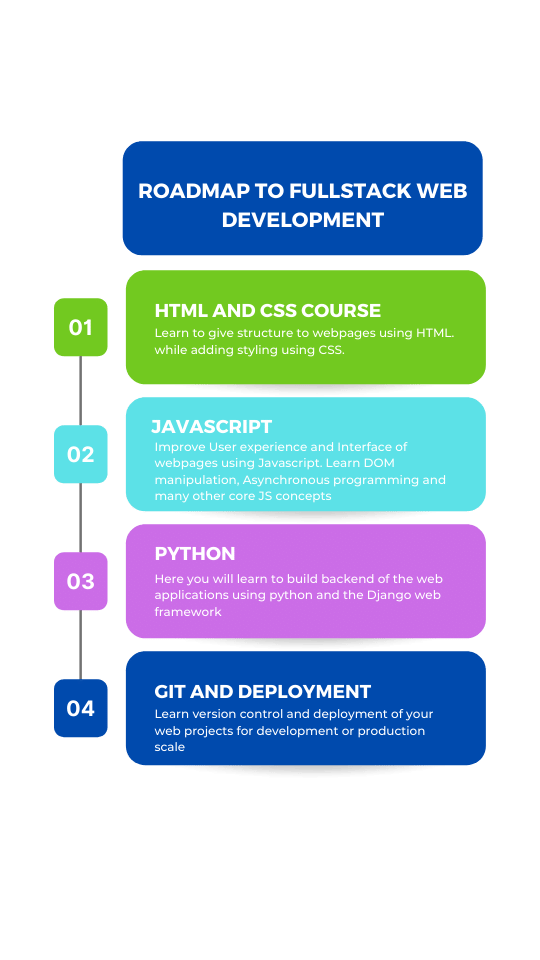 ROADMAP TO FULLSTACK WEB
DEVELOPMENT
01
HTML AND CSS COURSE
Learn to give structure to webpages using HTML.
while adding styling using CSS.
02
JAVASCRIPT
Improve User experience and Interface of
webpages using Javascript. Learn DOM
manipulation, Asynchronous programming and
many other core JS concepts
03
PYTHON
Here you will learn to build backend of the web
applications using python and the Django web
framework
04
GIT AND DEPLOYMENT
Learn version control and deployment of your
web projects for development or production
scale